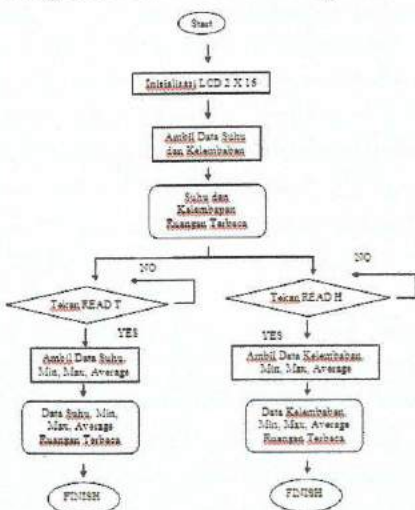 Start
Inisialisasi LCD 2 X 16
Ambil Data Suhu
dan Kelembaban
Suhu dan
Kelembapan
Ruangan Terbaca
NO
NO
Tekan READ T
Tekan READ H
YES
YES
Ambil Data Suhu,
Min, Max, Average
Ambil Data Kelembaban,
Min, Max, Average
Data Suhu, Min,
Max, Average
Ruangan Terbaca
Data Kelembaban,
Min, Max, Average
Ruangan Terbaca
FINISH
FINISH